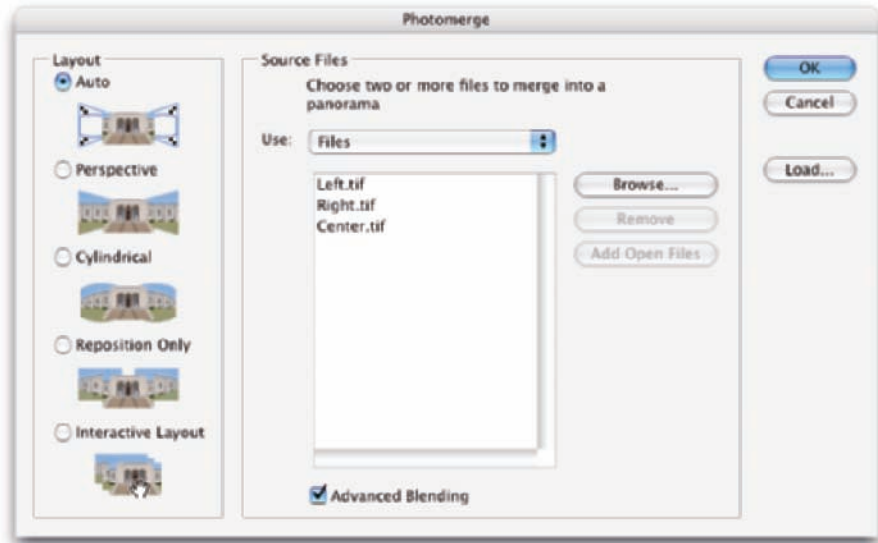 Photomerge
Layout
Auto
Perspective
Cylindrical
Reposition Only
Interactive Layout
Source Files
Choose two or more files to merge into a
panorama
Use: Files
Left.tif
Right.tif
Center.tif
Browse...
Remove
Add Open Files
Advanced Blending
OK
Cancel
Load...